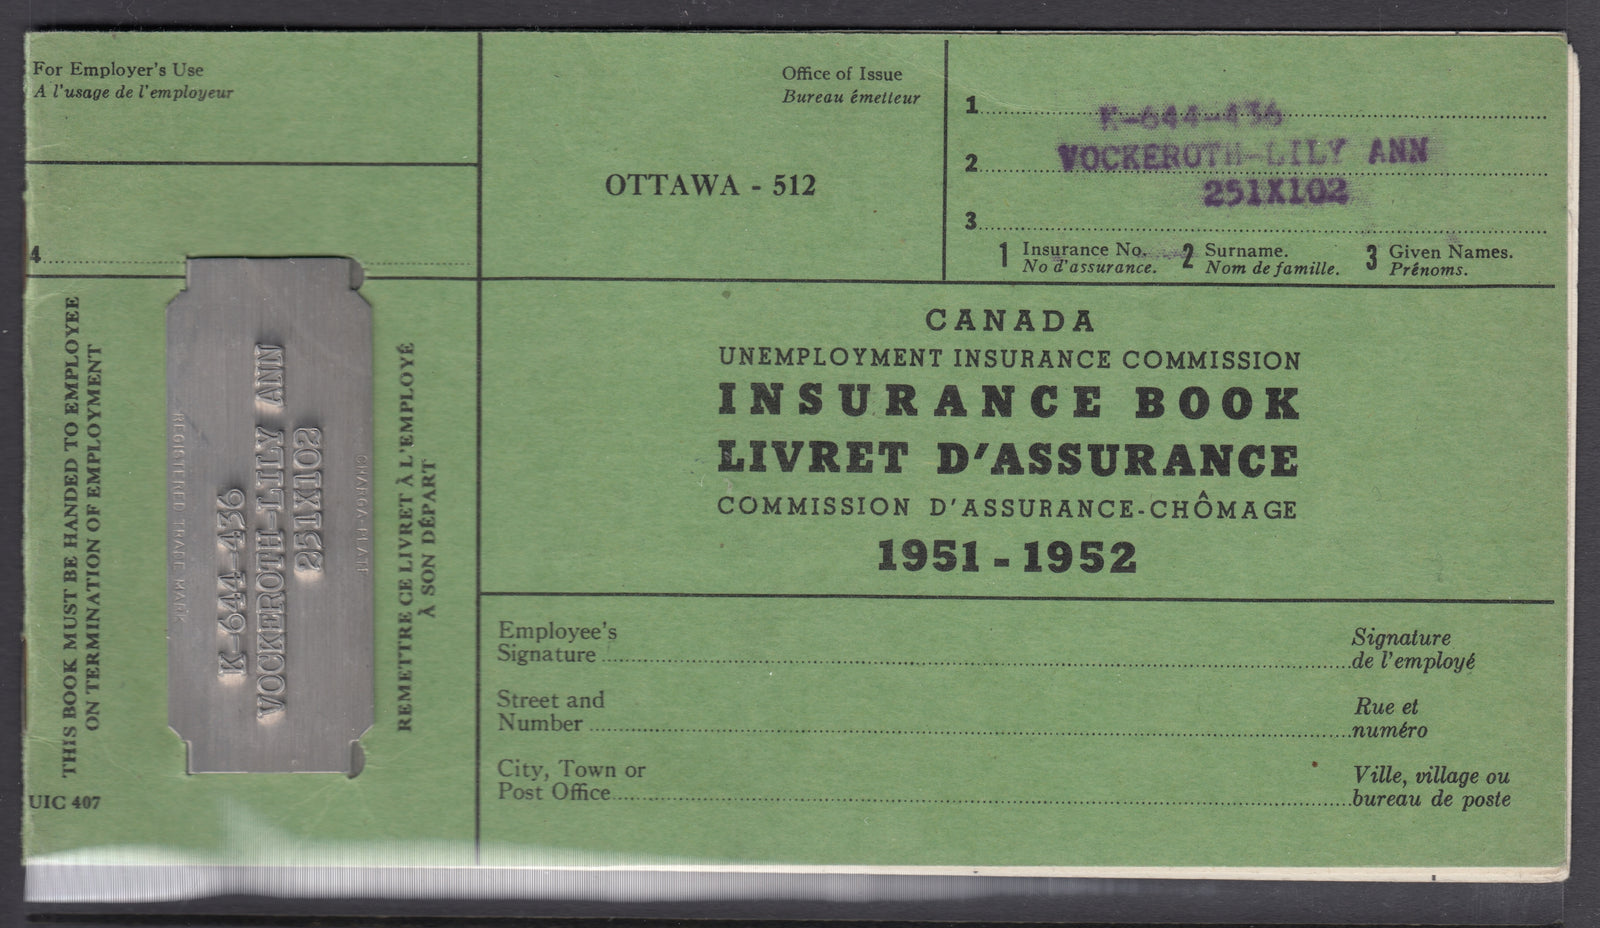 For Employer's Use
A l'usage de l'employeur
4
Office of Issue
Bureau émetteur
OTTAWA - 512
1
K-644-436
2
VOCKEROTH-LILY ANN
251X102
3
1 Insurance No. 2 Surname. 3 Given Names.
No d'assurance. Nom de famille. Prénoms.
THIS BOOK MUST BE HANDED TO EMPLOYEE
ON TERMINATION OF EMPLOYMENT
REGISTERED TRADE MARK
K-644-436
VOCKEROTH-LILY ANN
251X102
CHARGA-PLATE
REMETTRE CE LIVRET À L'EMPLOYÉ
À SON DÉPART
UIC 407
CANADA
UNEMPLOYMENT INSURANCE COMMISSION
INSURANCE BOOK
LIVRET D'ASSURANCE
COMMISSION D'ASSURANCE-CHÔMAGE
1951-1952
Employee's Signature
Signature de l'employé
Street and Rue et
Number numéro
City, Town or Ville, village ou
Post Office bureau de poste